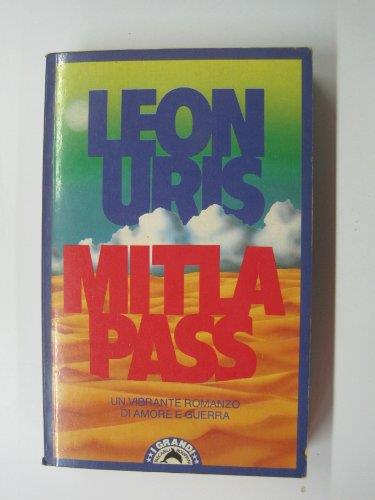 LEON
URIS
MITLA
PASS
UN VIBRANTE ROMANZO
DI AMORE E GUERRA
I GRANDI